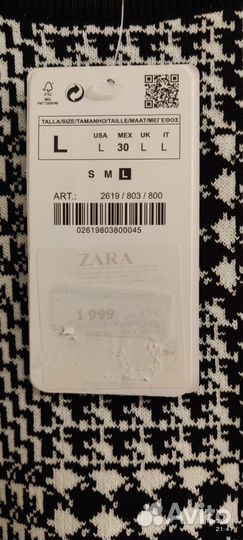 FSC
MIX
TALLA/SIZE/TAMANHO/TAILLE/MAAT/ΜΕΓΕΘΟΣ
L
USA MEX UK IT
L 30 L L
S M L
ART.: 2619 / 803 / 800
02619803800045
ZARA
1 999
Avito
21:47